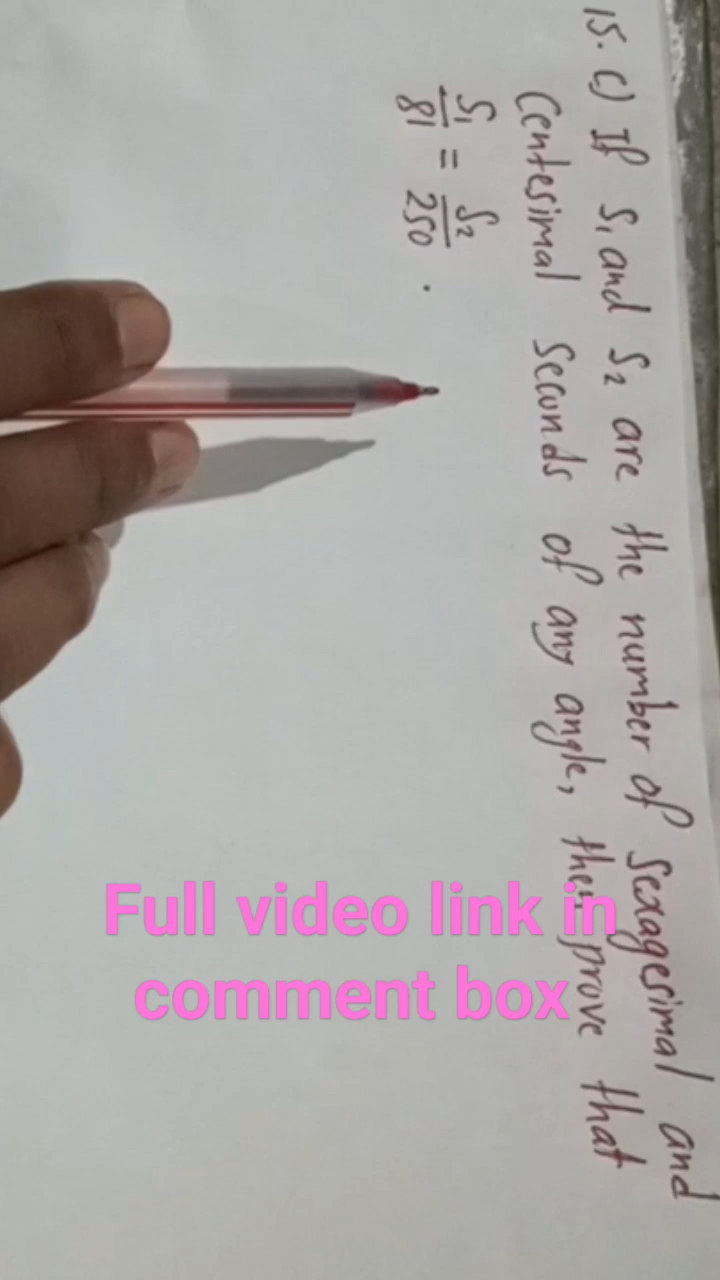 15. C) If S₁ and S₂ are the number of Sexagesimal and
Centesimal Seconds of any angle, then prove that
S₁/81 = S₂/250 .
Full video link in
comment box